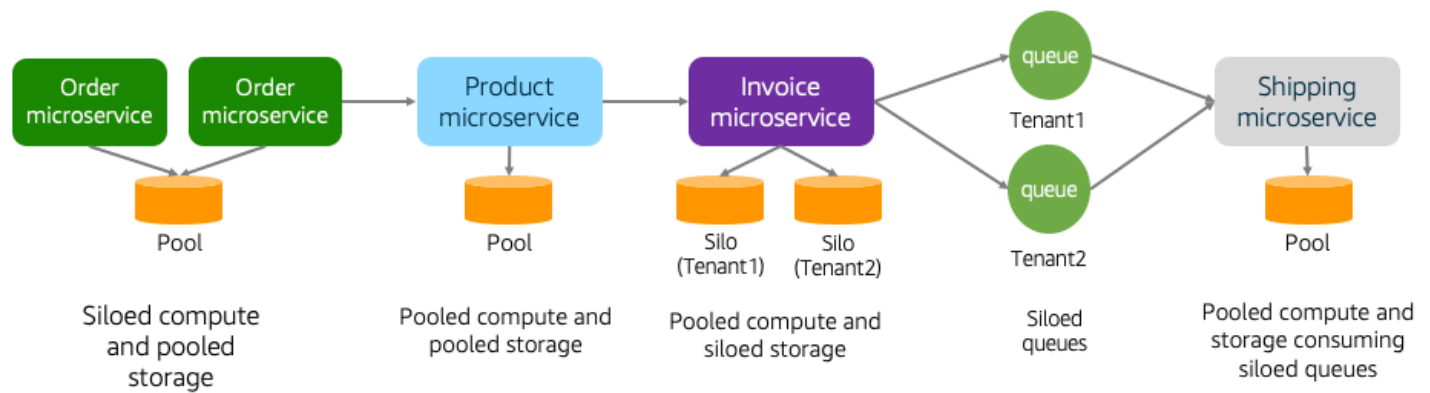 Order
microservice
Order
microservice
Product
microservice
Invoice
microservice
queue
Tenant1
queue
Tenant2
Shipping
microservice
Pool
Pool
Silo
(Tenant1)
Silo
(Tenant2)
Pool
Siloed compute
and pooled
storage
Pooled compute and
pooled storage
Pooled compute and
siloed storage
Siloed
queues
Pooled compute and
storage consuming
siloed queues